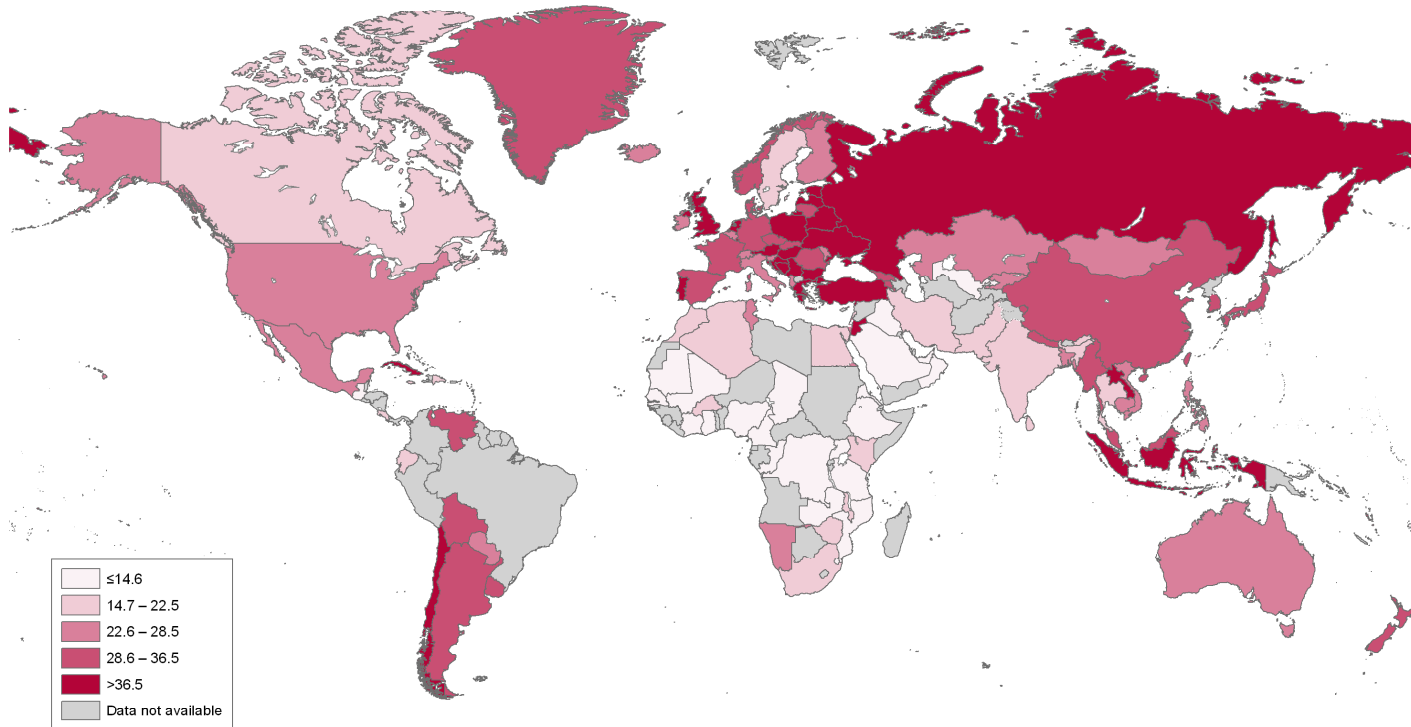 ≤14.6
14.7 – 22.5
22.6 – 28.5
28.6 – 36.5
>36.5
Data not available